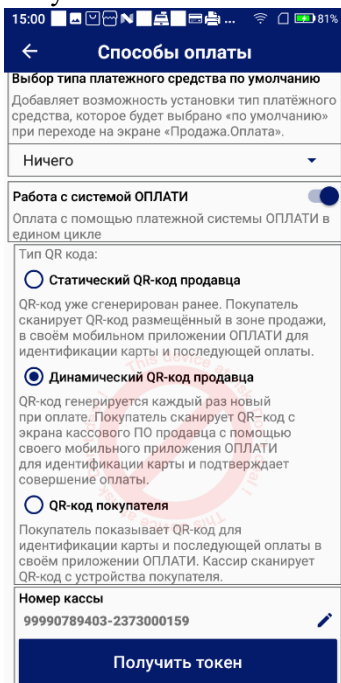 15:00
81%
Способы оплаты
Выбор типа платежного средства по умолчанию
Добавляет возможность установки тип платёжного
средства, которое будет выбрано «по умолчанию»
при переходе на экране «Продажа.Оплата».
Ничего
Работа с системой ОПЛАТИ
Оплата с помощью платежной системы ОПЛАТИ в
едином цикле
Тип QR кода:
Статический QR-код продавца
QR-код уже сгенерирован ранее. Покупатель
сканирует QR-код размещённый в зоне продажи,
в своём мобильном приложении ОПЛАТИ для
идентификации карты и последующей оплаты.
Динамический QR-код продавца
QR-код генерируется каждый раз новый
при оплате. Покупатель сканирует QR–код с
экрана кассового ПО продавца с помощью
своего мобильного приложения ОПЛАТИ
для идентификации карты и подтверждает
совершение оплаты.
QR-код покупателя
Покупатель показывает QR-код для
идентификации карты и последующей оплаты в
своём приложении ОПЛАТИ. Кассир сканирует
QR-код с устройства покупателя.
Номер кассы
99990789403-2373000159
Получить токен